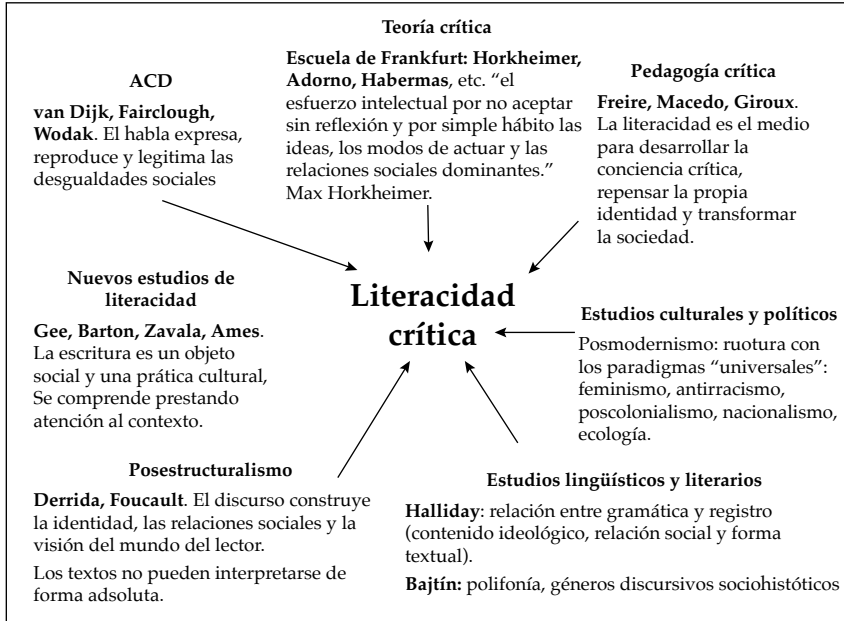 Teoría crítica
Escuela de Frankfurt: Horkheimer,
Adorno, Habermas, etc. “el
esfuerzo intelectual por no aceptar
sin reflexión y por simple hábito las
ideas, los modos de actuar y las
relaciones sociales dominantes.”
Max Horkheimer.
ACD
van Dijk, Fairclough,
Wodak. El habla expresa,
reproduce y legitima las
desgualdades sociales
Pedagogía crítica
Freire, Macedo, Giroux.
La literacidad es el medio
para desarrollar la
conciencia crítica,
repensar la propia
identidad y transformar
la sociedad.
Nuevos estudios de
literacidad
Gee, Barton, Zavala, Ames.
La escritura es un objeto
social y una prática cultural,
Se comprende prestando
atención al contexto.
Literacidad
crítica
Estudios culturales y políticos
Posmodernismo: ruotura con
los paradigmas “universales”:
feminismo, antirracismo,
poscolonialismo, nacionalismo,
ecología.
Posestructuralismo
Derrida, Foucault. El discurso construye
la identidad, las relaciones sociales y la
visión del mundo del lector.
Los textos no pueden interpretarse de
forma absoluta.
Estudios lingüísticos y literarios
Halliday: relación entre gramática y registro
(contenido ideológico, relación social y forma
textual).
Bajtín: polifonía, géneros discursivos sociohistóticos